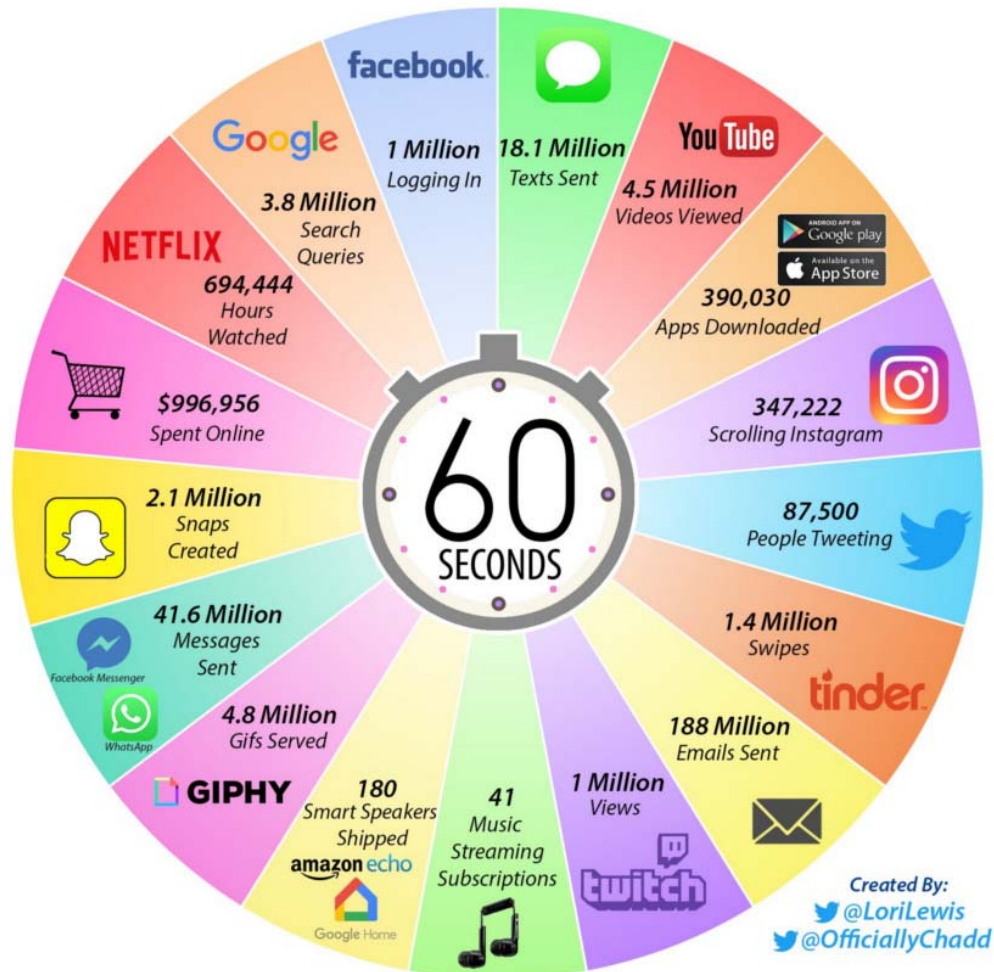 facebook
1 Million
Logging In
18.1 Million
Texts Sent
YouTube
4.5 Million
Videos Viewed
ANDROID APP ON
Google play
Available on the
App Store
390,030
Apps Downloaded
347,222
Scrolling Instagram
87,500
People Tweeting
1.4 Million
Swipes
tinder
188 Million
Emails Sent
1 Million
Views
twitch
41
Music
Streaming
Subscriptions
180
Smart Speakers
Shipped
amazon echo
Google Home
4.8 Million
Gifs Served
GIPHY
41.6 Million
Messages
Sent
Facebook Messenger
WhatsApp
2.1 Million
Snaps
Created
$996,956
Spent Online
NETFLIX
694,444
Hours
Watched
Google
3.8 Million
Search
Queries
60
SECONDS
Created By:
@LoriLewis
@OfficiallyChadd